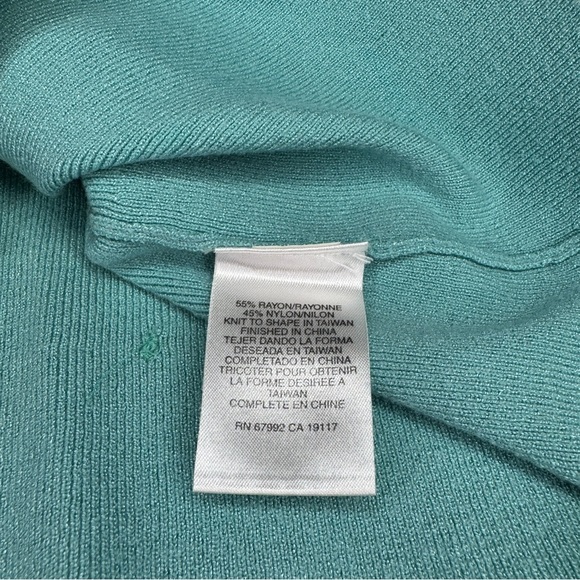 55% RAYON/RAYONNE
45% NYLON/NILON
KNIT TO SHAPE IN TAIWAN
FINISHED IN CHINA
TEJER DANDO LA FORMA
DESEADA EN TAIWAN
COMPLETADO EN CHINA
TRICOTER POUR OBTENIR
LA FORME DESIREE A
TAIWAN
COMPLETE EN CHINE
RN 67992 CA 19117